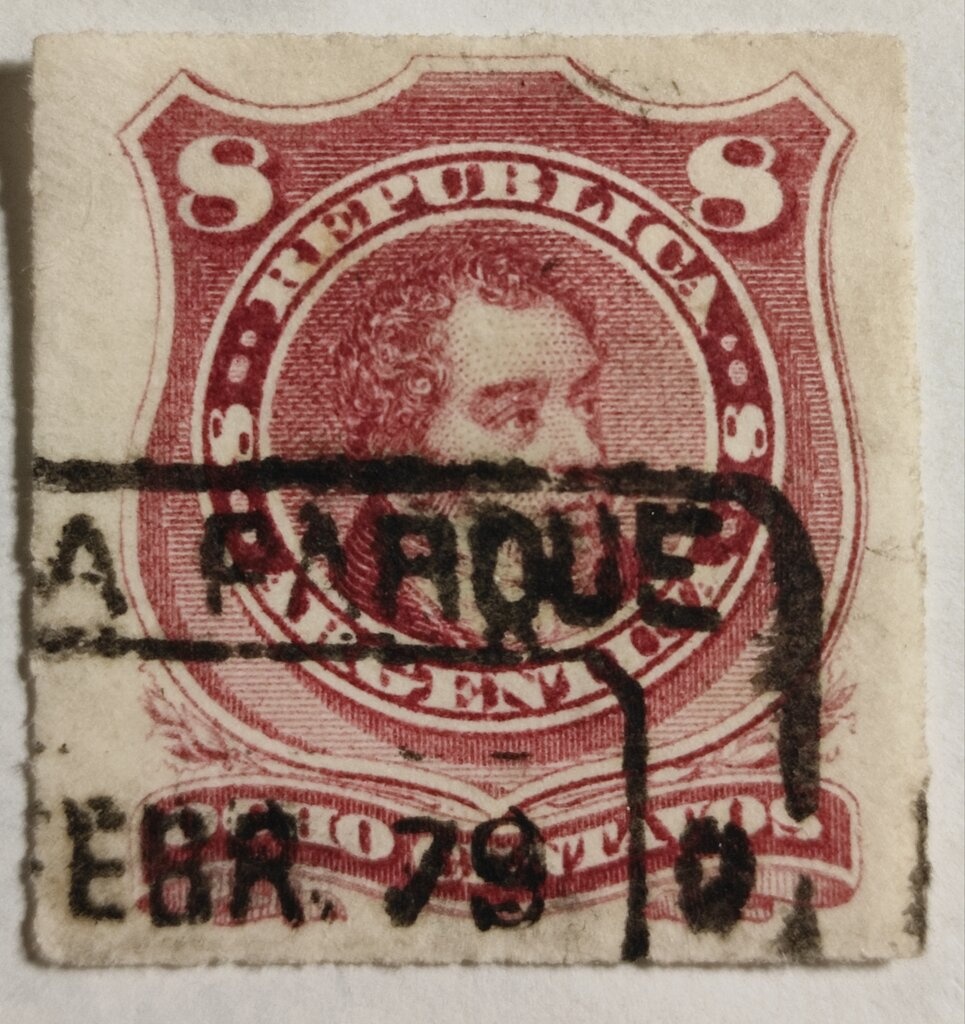 8 8
REPUBLICA
8 8
A PARQUE
ARGENTINA
EBR. 79
OCHO CENTAVOS